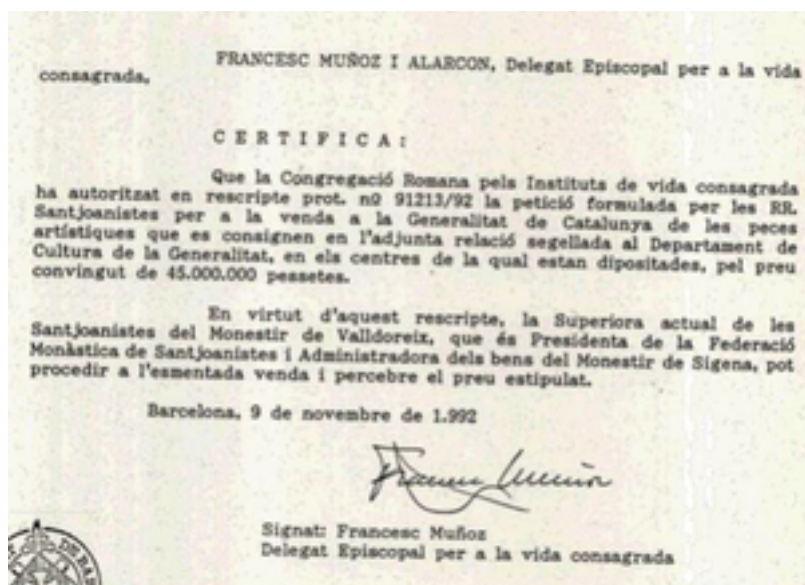 FRANCESC MUÑOZ I ALARCON, Delegat Episcopal per a la vida
consagrada,
CERTIFICA:
Que la Congregació Romana pels Instituts de vida consagrada
ha autoritzat en rescripte prot. nº 91213/92 la petició formulada per les RR.
Santjoanistes per a la venda a la Generalitat de Catalunya de les peces
artístiques que es consignen en l'adjunta relació segellada al Departament de
Cultura de la Generalitat, en els centres de la qual estan dipositades, pel preu
convingut de 45.000.000 pessetes.
En virtut d'aquest rescripte, la Superiora actual de les
Santjoanistes del Monestir de Valldoreix, que és Presidenta de la Federació
Monàstica de Santjoanistes i Administradora dels bens del Monestir de Sigena, pot
procedir a l'esmentada venda i percebre el preu estipulat.
Barcelona, 9 de novembre de 1.992
Signat: Francesc Muñoz
Delegat Episcopal per a la vida consagrada